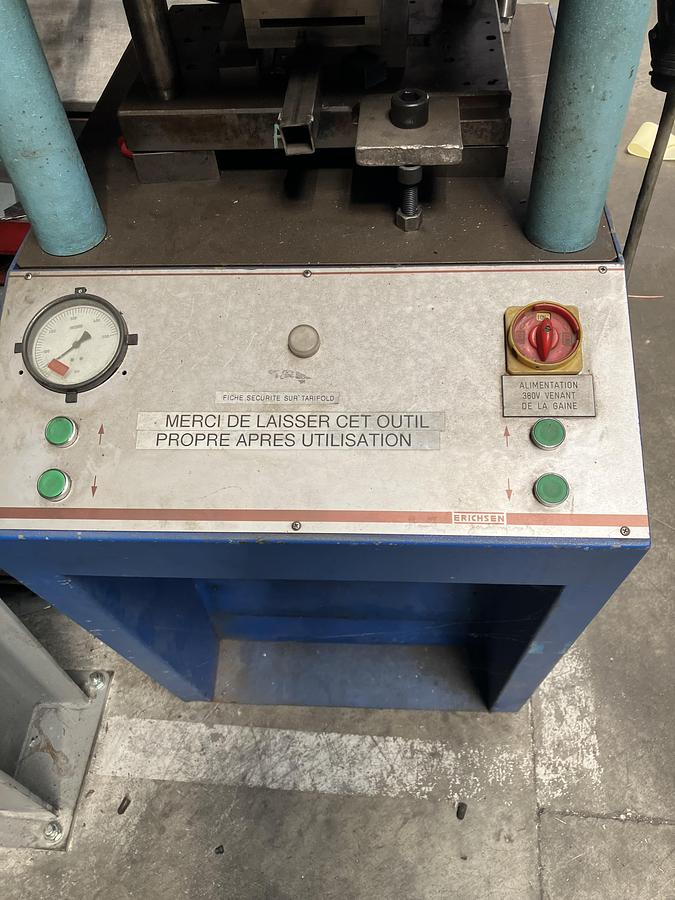 FICHE SECURITE SUR TARIFOLD
MERCI DE LAISSER CET OUTIL
PROPRE APRES UTILISATION
ALIMENTATION
380V VENANT
DE LA GAINE
ERICHSEN